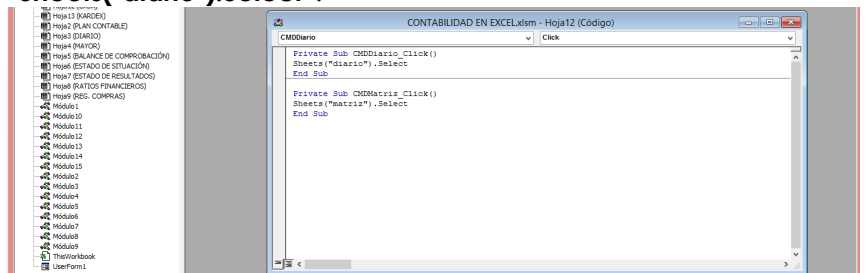 Hoja13 (KARDEX)
Hoja2 (PLAN CONTABLE)
Hoja3 (DIARIO)
Hoja4 (MAYOR)
Hoja5 (BALANCE DE COMPROBACIÓN)
Hoja6 (ESTADO DE SITUACIÓN)
Hoja7 (ESTADO DE RESULTADOS)
Hoja8 (RATIOS FINANCIEROS)
Hoja9 (REG. COMPRAS)
Módulo1
Módulo10
Módulo11
Módulo12
Módulo13
Módulo14
Módulo15
Módulo2
Módulo3
Módulo4
Módulo5
Módulo6
Módulo7
Módulo8
Módulo9
ThisWorkbook
UserForm1
CONTABILIDAD EN EXCEL.xlsm - Hoja12 (Código)
CMDDiario Click
Private Sub CMDDiario_Click()
Sheets("diario").Select
End Sub
Private Sub CMDMatriz_Click()
Sheets("matriz").Select
End Sub